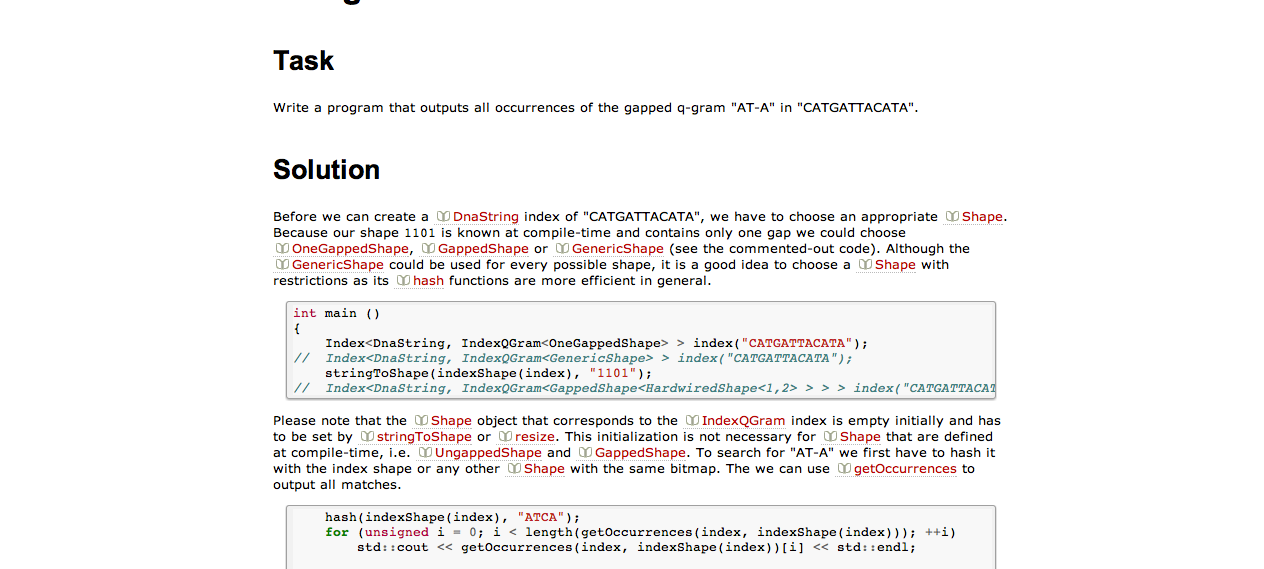 Task
Write a program that outputs all occurrences of the gapped q-gram "AT-A" in "CATGATTACATA".
Solution
Before we can create a DnaString index of "CATGATTACATA", we have to choose an appropriate Shape.
Because our shape 1101 is known at compile-time and contains only one gap we could choose
OneGappedShape, GappedShape or GenericShape (see the commented-out code). Although the
GenericShape could be used for every possible shape, it is a good idea to choose a Shape with
restrictions as its hash functions are more efficient in general.
int main ()
{
    Index<DnaString, IndexQGram<OneGappedShape> > index("CATGATTACATA");
//  Index<DnaString, IndexQGram<GenericShape> > index("CATGATTACATA");
    stringToShape(indexShape(index), "1101");
//  Index<DnaString, IndexQGram<GappedShape<HardwiredShape<1,2> > > > index("CATGATTACAT
Please note that the Shape object that corresponds to the IndexQGram index is empty initially and has
to be set by stringToShape or resize. This initialization is not necessary for Shape that are defined
at compile-time, i.e. UngappedShape and GappedShape. To search for "AT-A" we first have to hash it
with the index shape or any other Shape with the same bitmap. The we can use getOccurrences to
output all matches.
    hash(indexShape(index), "ATCA");
    for (unsigned i = 0; i < length(getOccurrences(index, indexShape(index))); ++i)
        std::cout << getOccurrences(index, indexShape(index))[i] << std::endl;